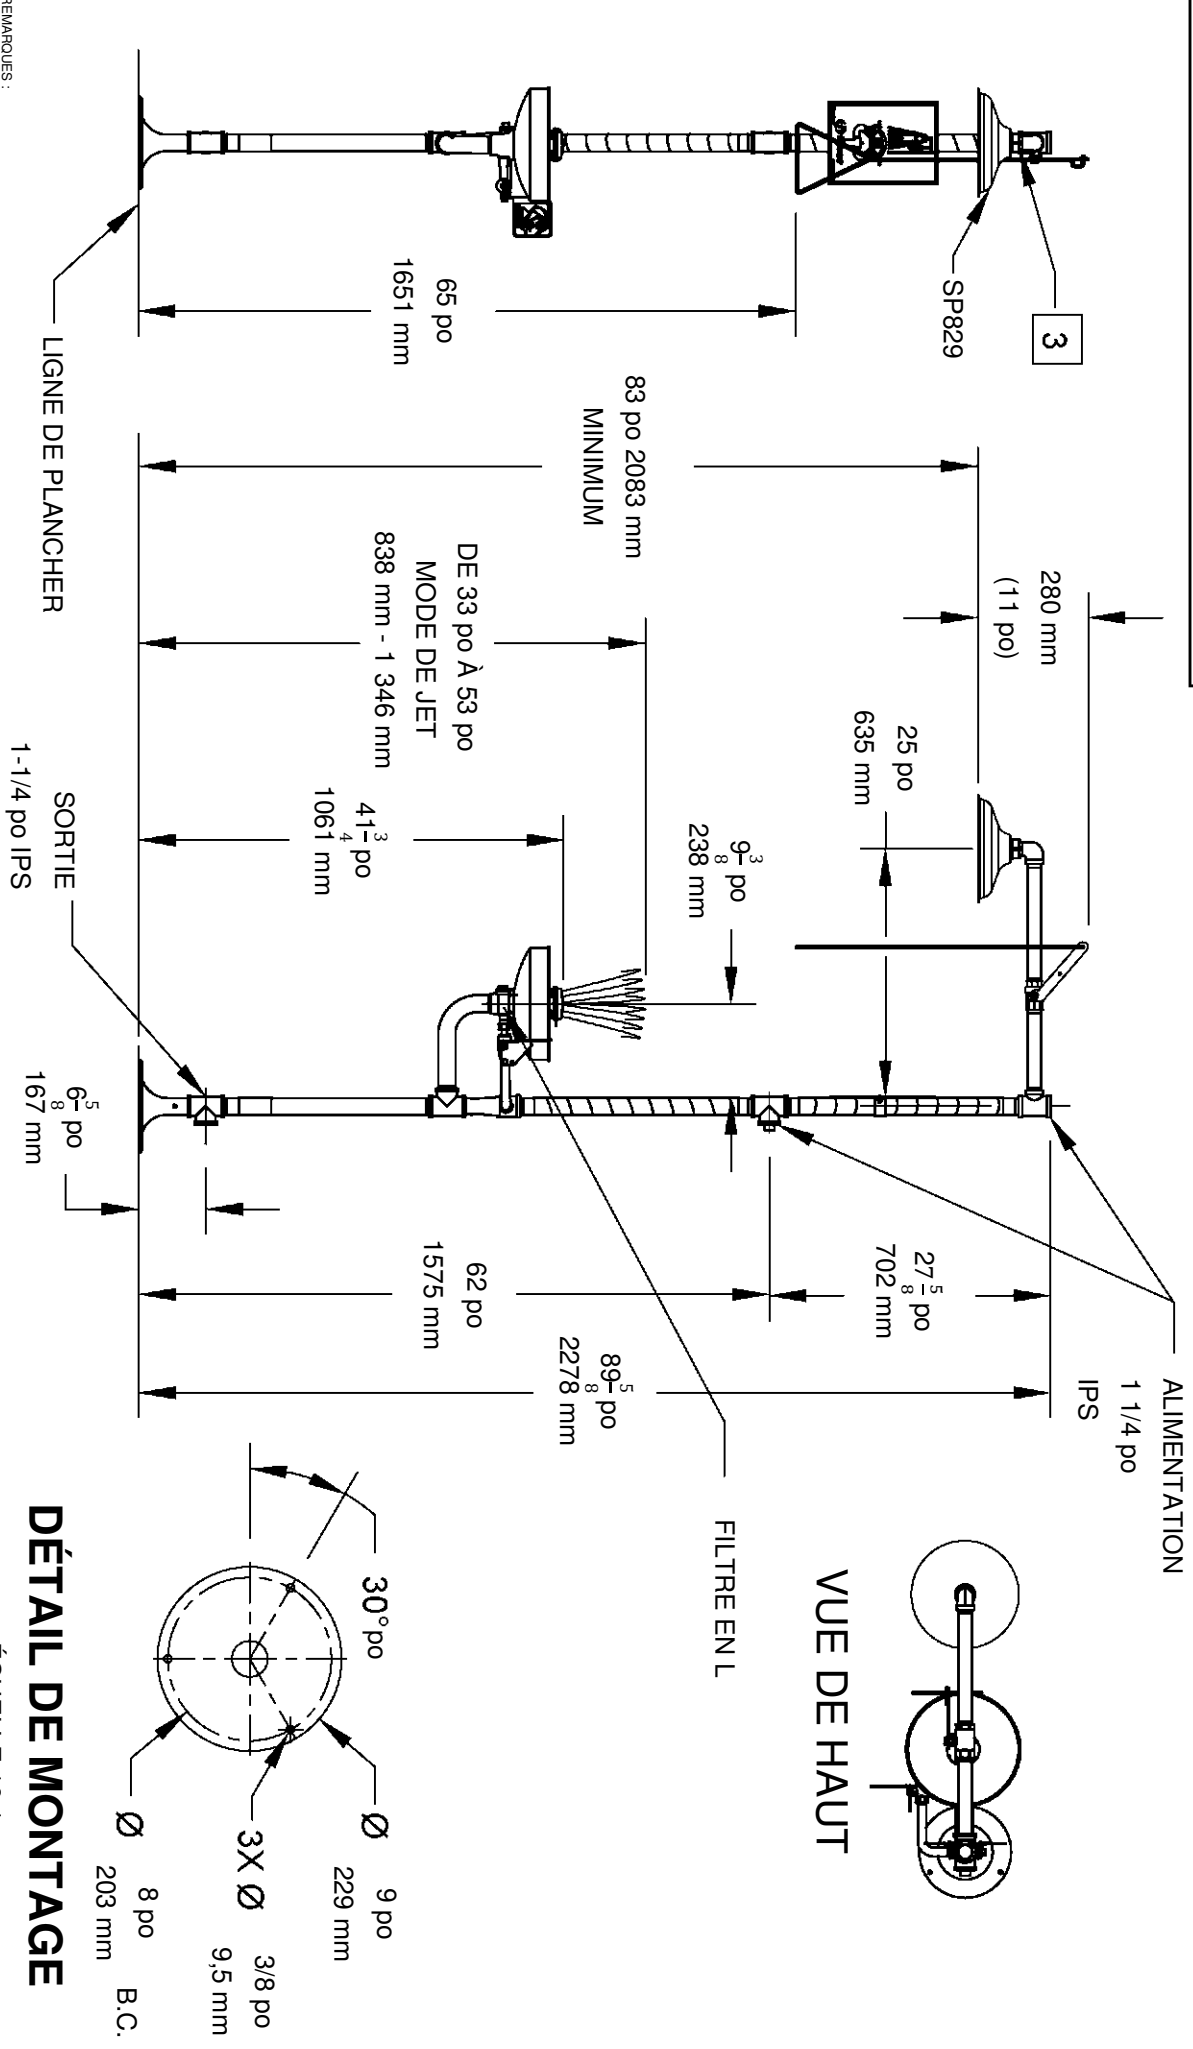 REMARQUES :
3
SP829
65 po
1651 mm
LIGNE DE PLANCHER
83 po 2083 mm
MINIMUM
280 mm
(11 po)
DE 33 po À 53 po
MODE DE JET
838 mm - 1 346 mm
25 po
635 mm
41 3/4 po
1061 mm
9 3/8 po
238 mm
SORTIE
1-1/4 po IPS
6 5/8 po
167 mm
27 5/8 po
702 mm
62 po
1575 mm
89 5/8 po
2278 mm
ALIMENTATION
1 1/4 po
IPS
FILTRE EN L
VUE DE HAUT
30° po
Ø 9 po
229 mm
3X Ø 3/8 po
9,5 mm
Ø 8 po B.C.
203 mm
DÉTAIL DE MONTAGE